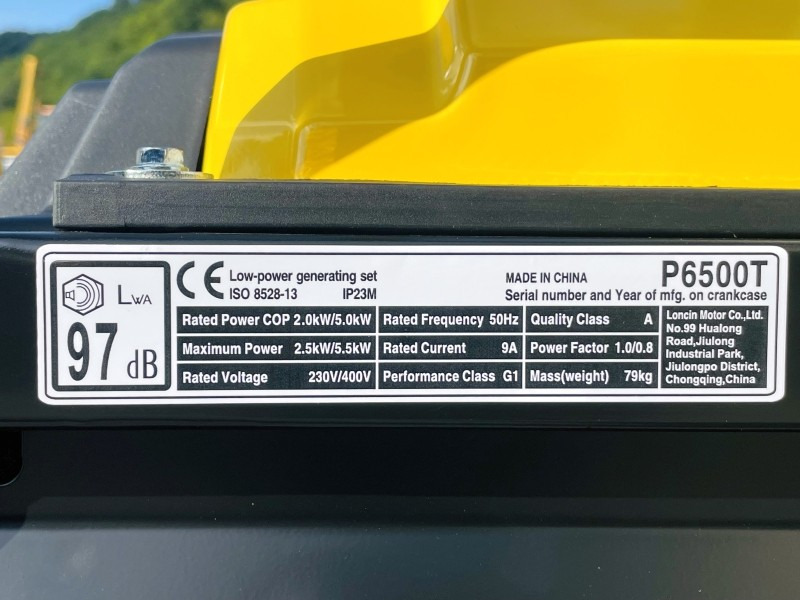 LWA
97 dB
CE Low-power generating set
ISO 8528-13 IP23M
MADE IN CHINA P6500T
Serial number and Year of mfg. on crankcase
Rated Power COP 2.0kW/5.0kW Rated Frequency 50Hz Quality Class A
Maximum Power 2.5kW/5.5kW Rated Current 9A Power Factor 1.0/0.8
Rated Voltage 230V/400V Performance Class G1 Mass(weight) 79kg
Loncin Motor Co.,Ltd.
No.99 Hualong
Road,Jiulong
Industrial Park,
Jiulongpo District,
Chongqing,China